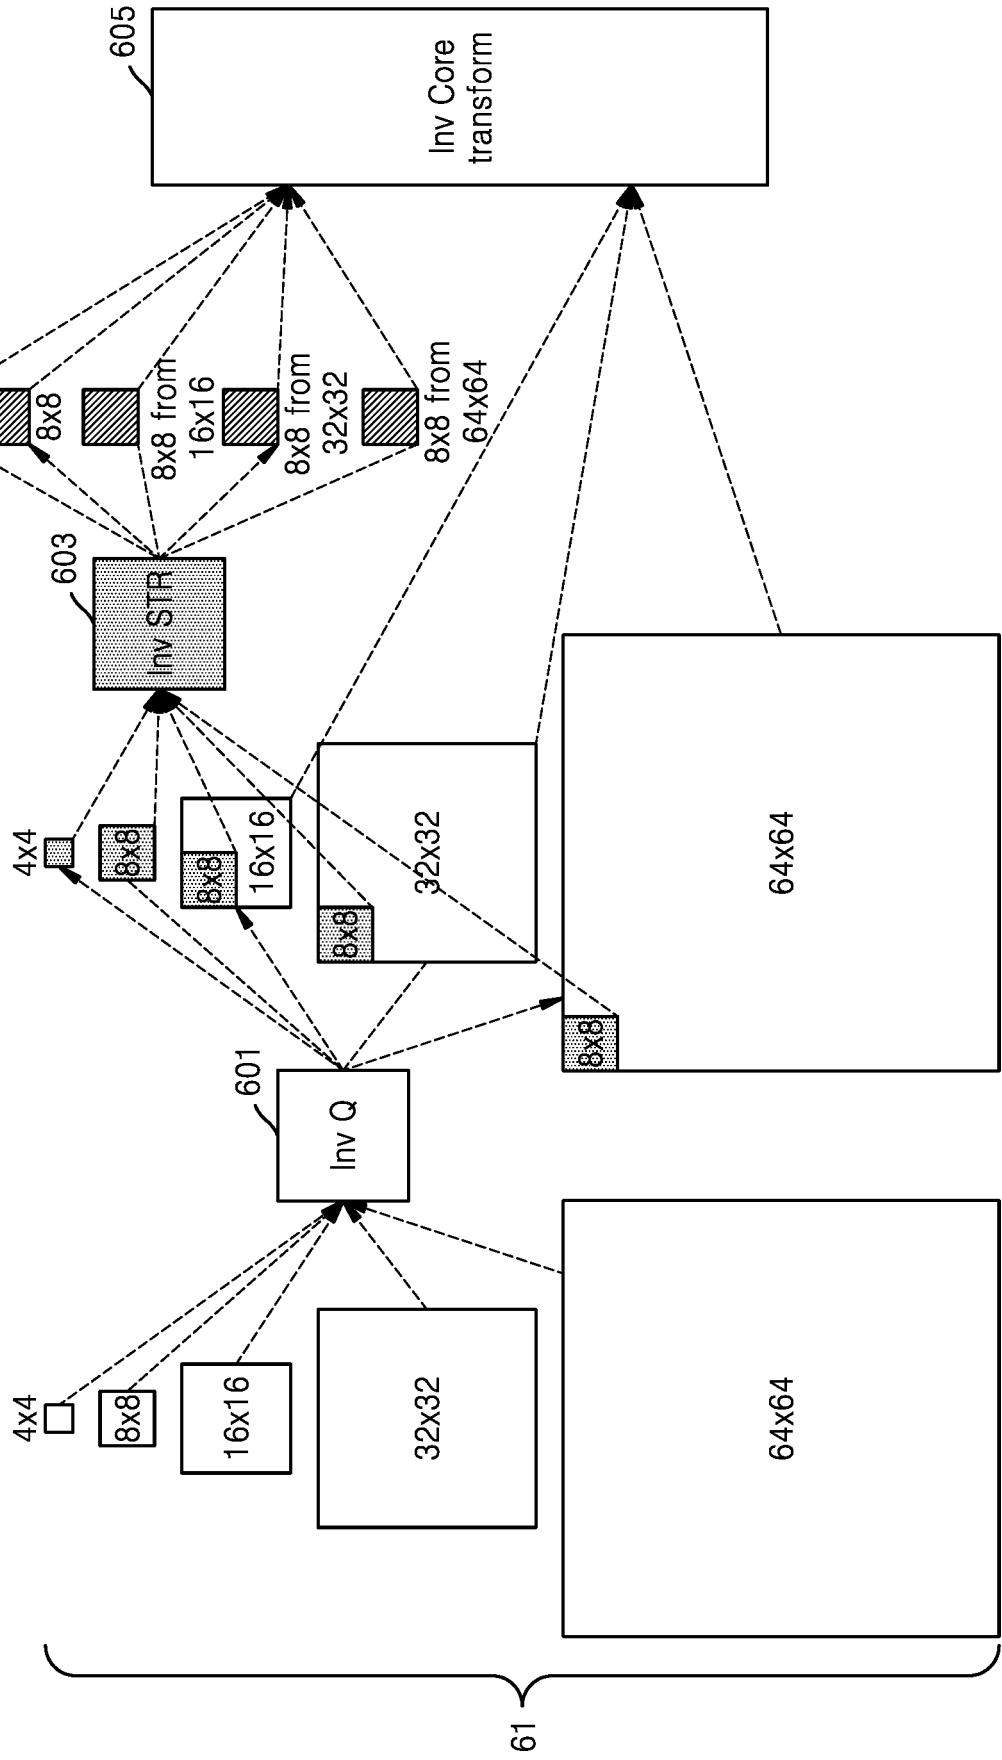 61
4x4
8x8
16x16
32x32
64x64
601
Inv Q
4x4
8x8
8x8
16x16
8x8
32x32
8x8
64x64
603
Inv STR
8x8
8x8 from
16x16
8x8 from
32x32
8x8 from
64x64
605
Inv Core
transform